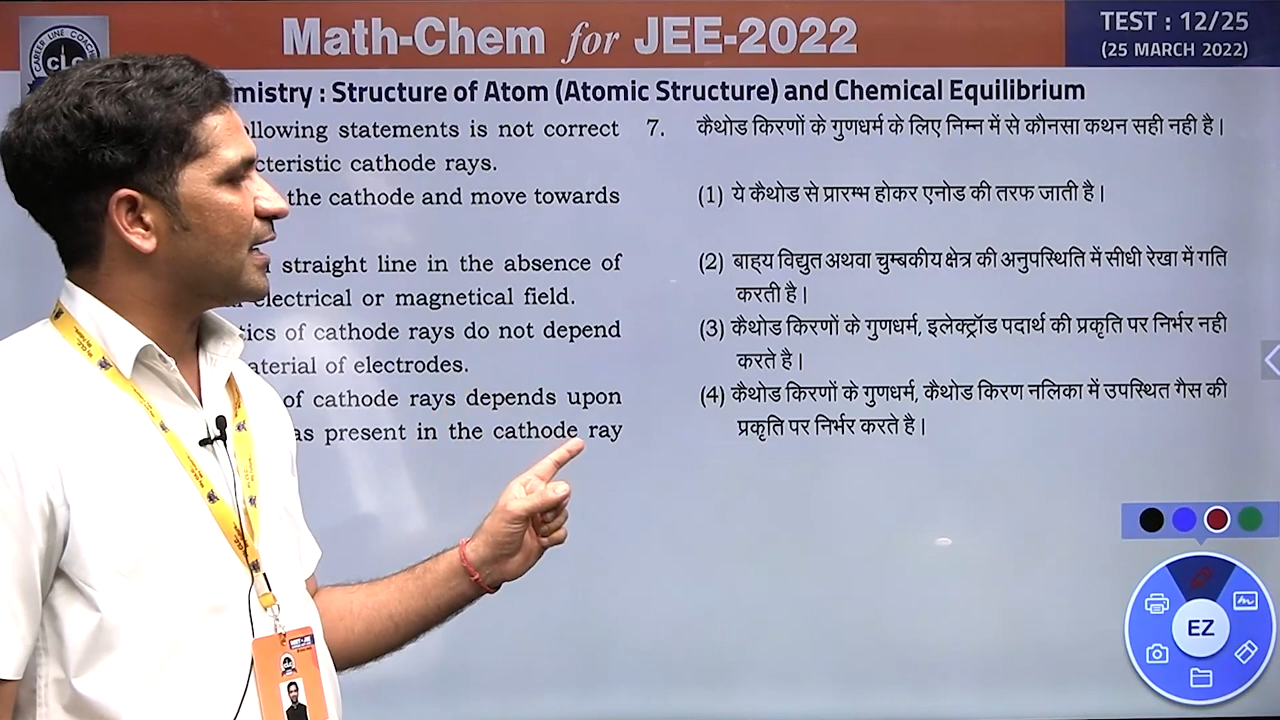 Math-Chem for JEE-2022
TEST : 12/25
(25 MARCH 2022)
CAREER LINE COACHI
CLC
mistry : Structure of Atom (Atomic Structure) and Chemical Equilibrium
llowing statements is not correct
cteristic cathode rays.
the cathode and move towards
straight line in the absence of
electrical or magnetical field.
tics of cathode rays do not depend
aterial of electrodes.
of cathode rays depends upon
as present in the cathode ray
7. कैथोड किरणों के गुणधर्म के लिए निम्न में से कौनसा कथन सही नही है।
(1) ये कैथोड से प्रारम्भ होकर एनोड की तरफ जाती है।
(2) बाह्य विद्युत अथवा चुम्बकीय क्षेत्र की अनुपस्थिति में सीधी रेखा में गति
करती है।
(3) कैथोड किरणों के गुणधर्म, इलेक्ट्रॉड पदार्थ की प्रकृति पर निर्भर नही
करते है।
(4) कैथोड किरणों के गुणधर्म, कैथोड किरण नलिका में उपस्थित गैस की
प्रकृति पर निर्भर करते है।
EZ
CLC